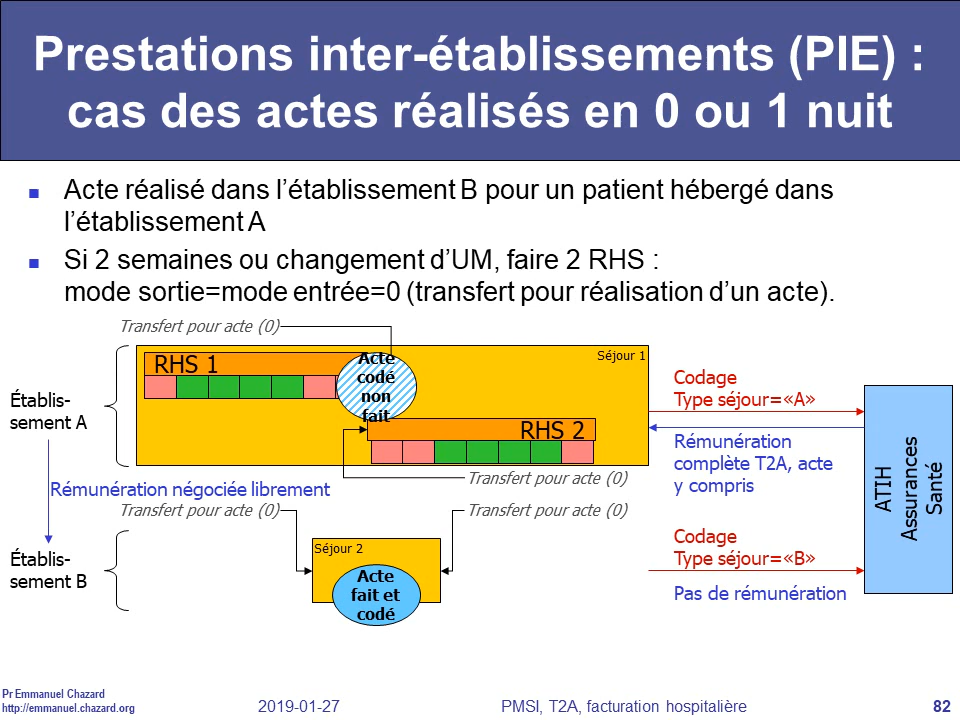 Prestations inter-établissements (PIE) :
cas des actes réalisés en 0 ou 1 nuit
Acte réalisé dans l'établissement B pour un patient hébergé dans
l'établissement A
Si 2 semaines ou changement d'UM, faire 2 RHS :
mode sortie=mode entrée=0 (transfert pour réalisation d'un acte).
Transfert pour acte (0)
Séjour 1
RHS 1
Acte
codé
non
fait
RHS 2
Établis-
sement A
Codage
Type séjour=«A»
Rémunération
complète T2A, acte
y compris
ATIH
Assurances
Santé
Transfert pour acte (0)
Rémunération négociée librement
Transfert pour acte (0)
Transfert pour acte (0)
Établis-
sement B
Séjour 2
Acte
fait et
codé
Codage
Type séjour=«B»
Pas de rémunération
Pr Emmanuel Chazard
http://emmanuel.chazard.org
2019-01-27
PMSI, T2A, facturation hospitalière
82